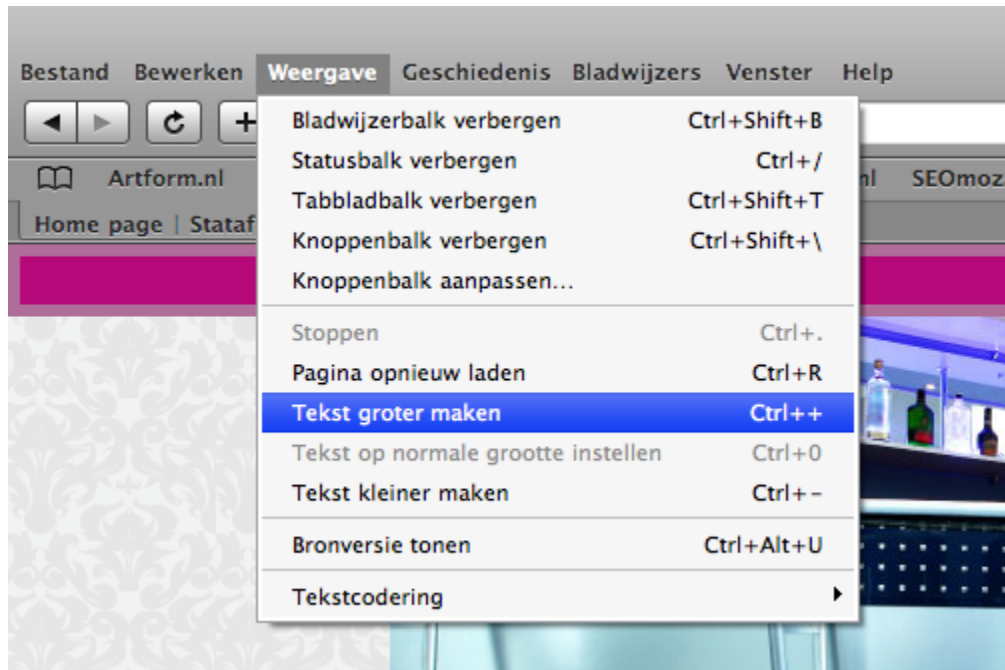 Bestand Bewerken Weergave Geschiedenis Bladwijzers Venster Help
Bladwijzerbalk verbergen Ctrl+Shift+B
Statusbalk verbergen Ctrl+/
Artform.nl SEOmoz
Tabbladbalk verbergen Ctrl+Shift+T
Home page |
Knoppenbalk verbergen Ctrl+Shift+\
Knoppenbalk aanpassen...
Stoppen Ctrl+.
Pagina opnieuw laden Ctrl+R
Tekst groter maken Ctrl++
Tekst op normale grootte instellen Ctrl+0
Tekst kleiner maken Ctrl+-
Bronversie tonen Ctrl+Alt+U
Tekstcodering